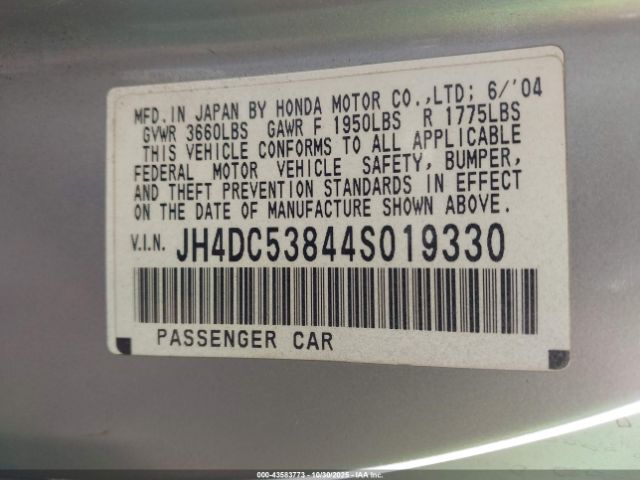 MFD.IN JAPAN BY HONDA MOTOR CO.,LTD; 6/'04
GVWR 3660LBS GAWR F 1950LBS R 1775LBS
THIS VEHICLE CONFORMS TO ALL APPLICABLE
FEDERAL MOTOR VEHICLE SAFETY, BUMPER,
AND THEFT PREVENTION STANDARDS IN EFFECT
ON THE DATE OF MANUFACTURE SHOWN ABOVE.
V.I.N. JH4DC53844S019330
PASSENGER CAR
000-43583773 - 10/30/2025 - IAA Inc.